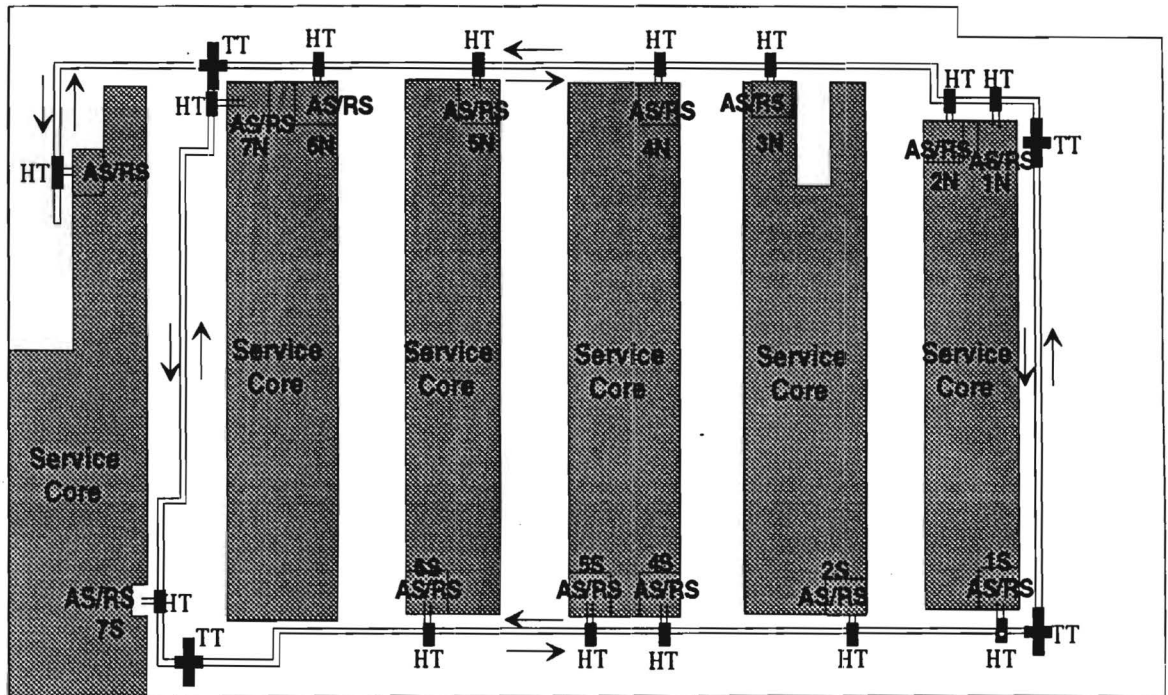 HT
TT
HT
HT
HT
HT
HT
HT
HT
TT
HT
AS/RS
AS/RS
7N
AS/RS
6N
AS/RS
5N
AS/RS
4N
AS/RS
3N
AS/RS
2N
AS/RS
1N
Service
Core
Service
Core
Service
Core
Service
Core
Service
Core
Service
Core
AS/RS
7S
HT
TT
6S
AS/RS
HT
5S
AS/RS
HT
4S
AS/RS
HT
2S
AS/RS
HT
1S
AS/RS
HT
TT